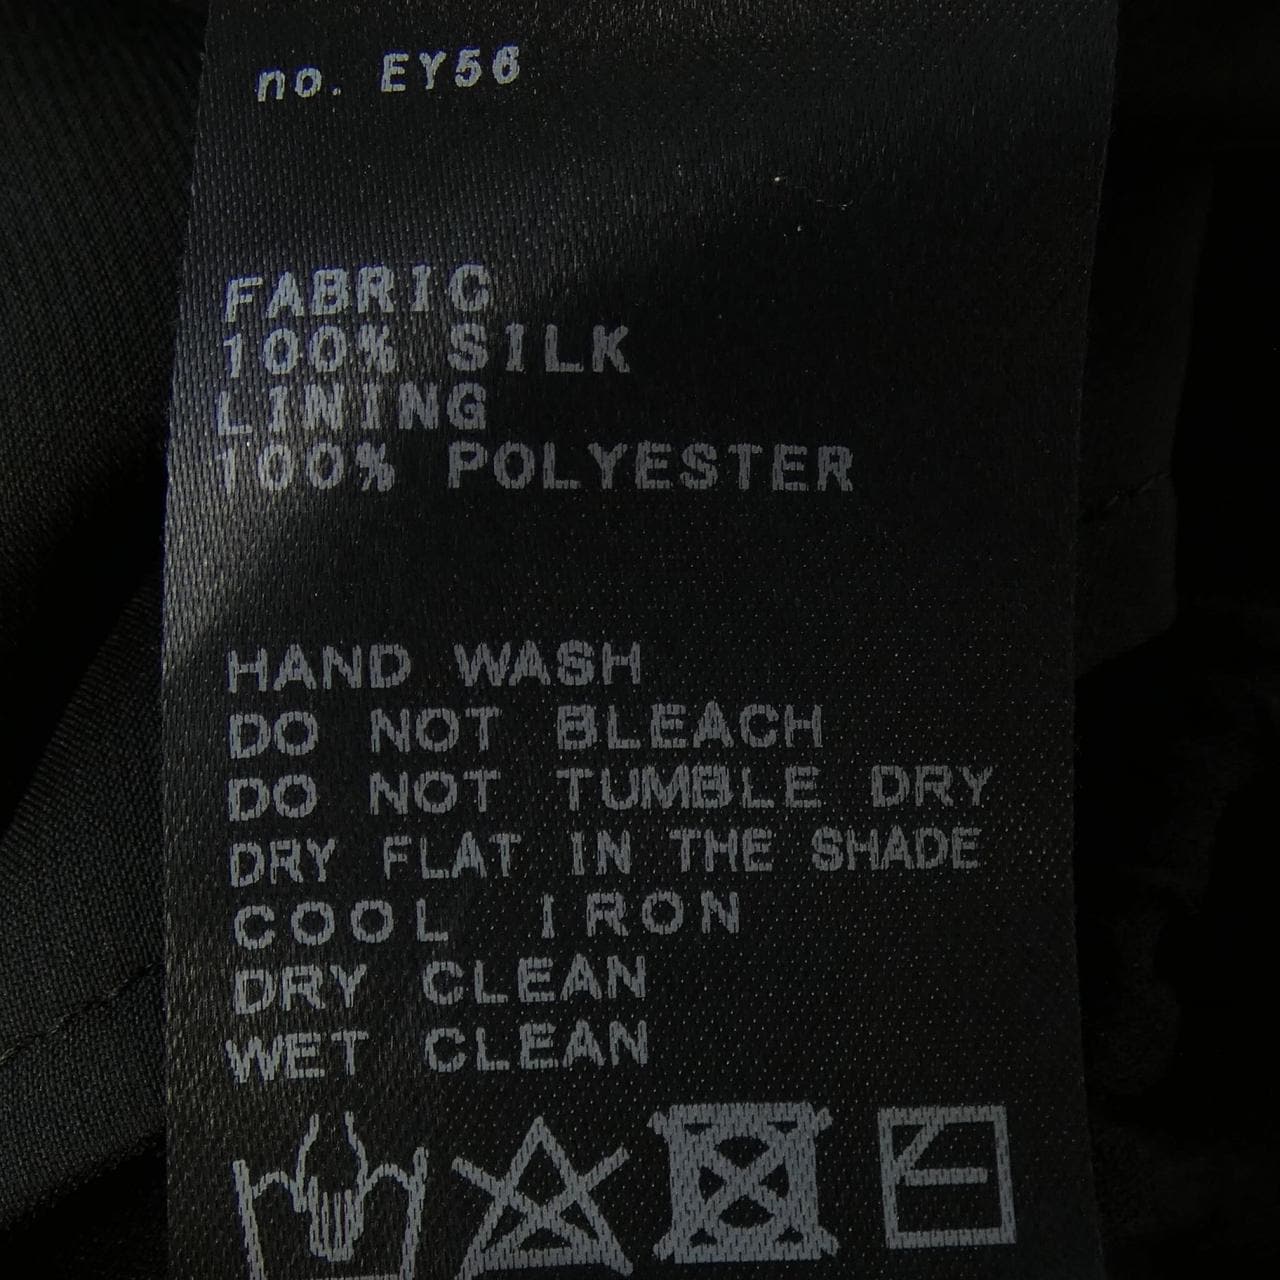 no. EY56
FABRIC
100% SILK
LINING
100% POLYESTER
HAND WASH
DO NOT BLEACH
DO NOT TUMBLE DRY
DRY FLAT IN THE SHADE
COOL IRON
DRY CLEAN
WET CLEAN